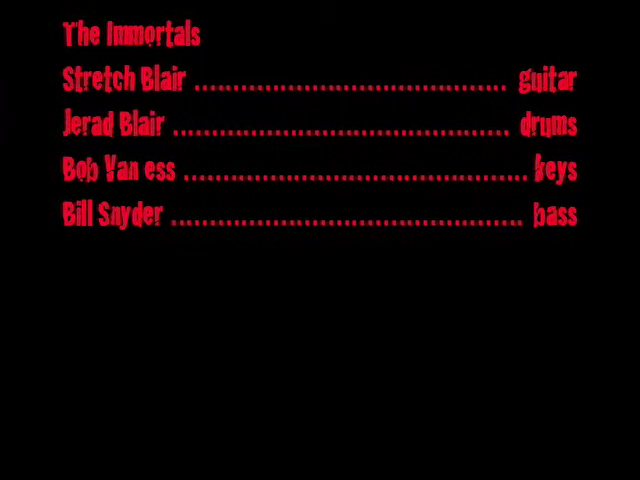 The Immortals
Stretch Blair ........................................ guitar
Jerad Blair ........................................... drums
Bob Van ess ............................................ keys
Bill Snyder ............................................. bass